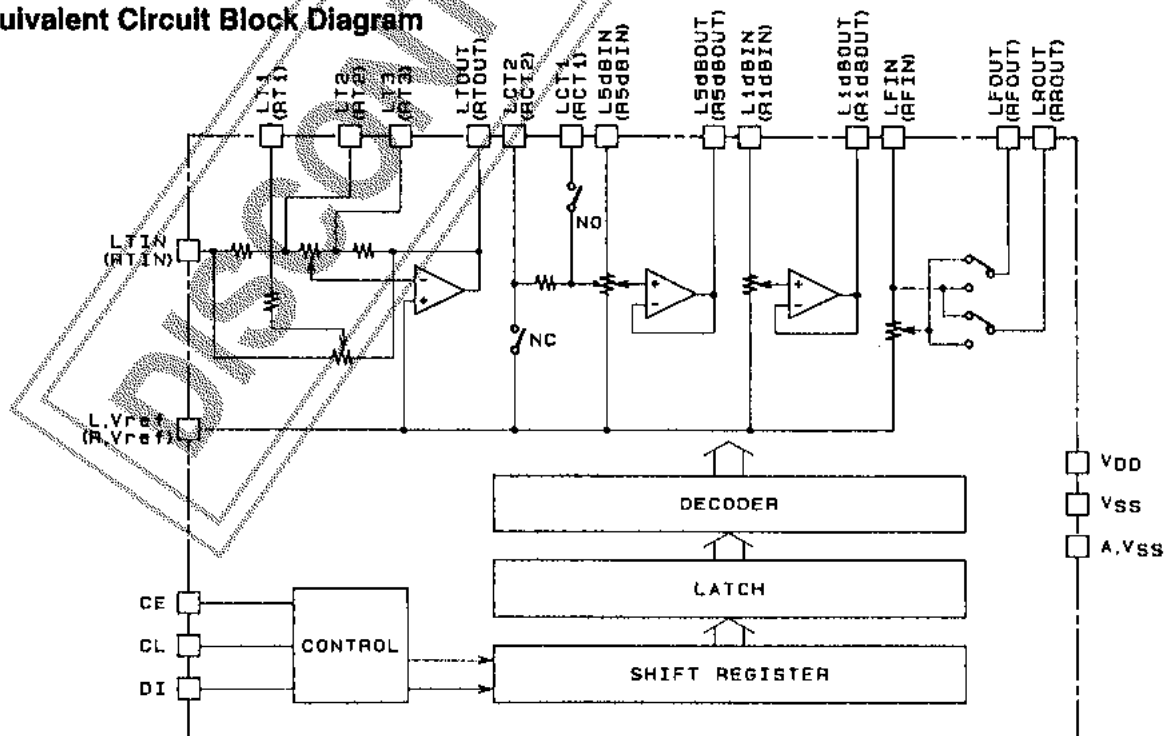 uivalent Circuit Block Diagram
LT1
(RT1)
LT2
(RT2)
LT3
(RT3)
LTOUT
(RTOUT)
LCT2
(RCT2)
LCT1
(RCT1)
L5dBIN
(R5dBIN)
L5dBOUT
(R5dBOUT)
L1dBIN
(R1dBIN)
L1dBOUT
(R1dBOUT)
LFIN
(RFIN)
LFOUT
(RFOUT)
LROUT
(RROUT)
LTIN
(RTIN)
NO
NC
L.Vref
(R.Vref)
DISCONT
DECODER
LATCH
SHIFT REGISTER
CONTROL
CE
CL
DI
VDD
VSS
A.VSS